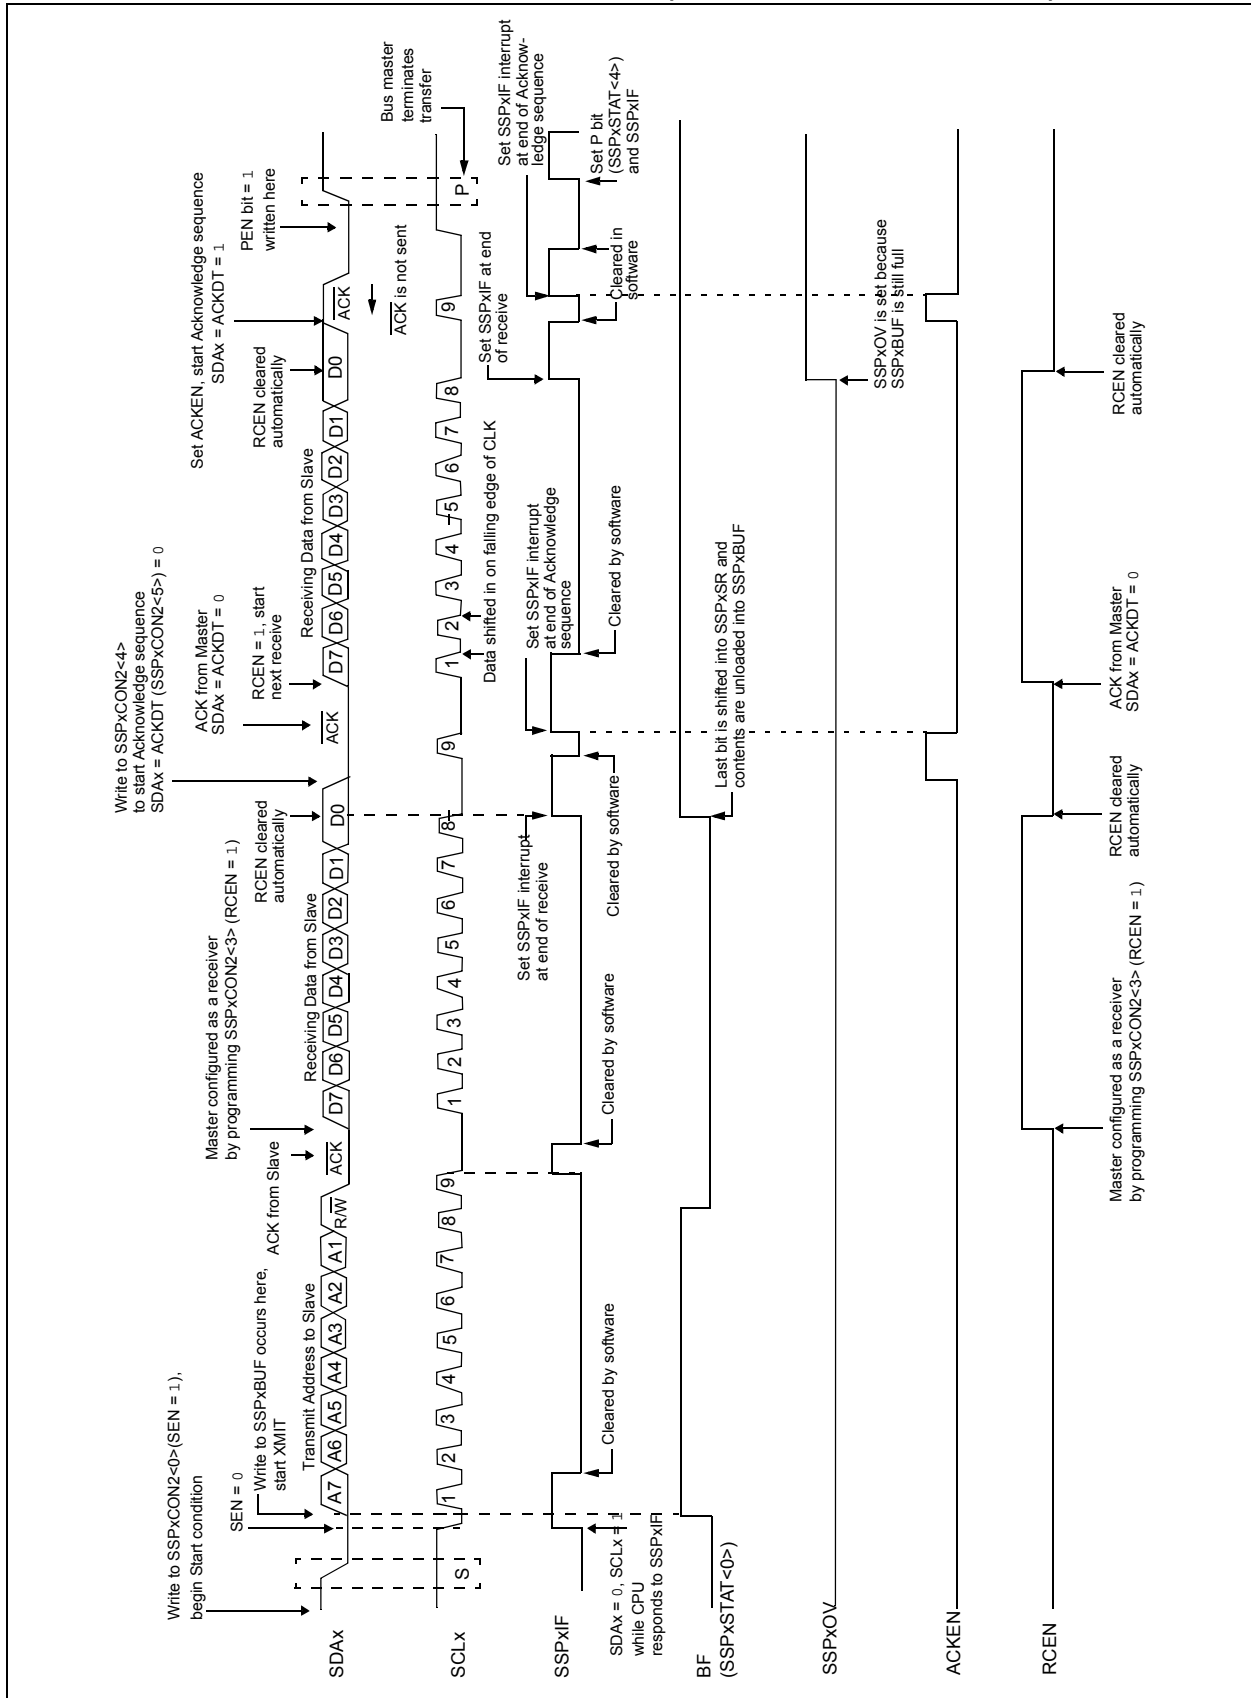 Write to SSPxCON2<0>(SEN = 1),
begin Start condition
SEN = 0
Write to SSPxBUF occurs here,
start XMIT
ACK from Slave
Master configured as a receiver
by programming SSPxCON2<3> (RCEN = 1)
RCEN cleared
automatically
Write to SSPxCON2<4>
to start Acknowledge sequence
SDAx = ACKDT (SSPxCON2<5>) = 0
ACK from Master
SDAx = ACKDT = 0
RCEN = 1, start
next receive
RCEN cleared
automatically
Set ACKEN, start Acknowledge sequence
SDAx = ACKDT = 1
PEN bit = 1
written here
Transmit Address to Slave
Receiving Data from Slave
Receiving Data from Slave
SDAx
A7 A6 A5 A4 A3 A2 A1 R/W ACK D7 D6 D5 D4 D3 D2 D1 D0 ACK D7 D6 D5 D4 D3 D2 D1 D0 ACK
ACK is not sent
Bus master
terminates
transfer
SCLx
S 1 2 3 4 5 6 7 8 9 1 2 3 4 5 6 7 8 9 1 2 3 4 5 6 7 8 9 P
Data shifted in on falling edge of CLK
Set SSPxIF interrupt
at end of receive
Set SSPxIF interrupt
at end of Acknowledge
sequence
Set SSPxIF at end
of receive
Set SSPxIF interrupt
at end of Acknow-
ledge sequence
SSPxIF
SDAx = 0, SCLx = 1
while CPU
responds to SSPxIF
Cleared by software
Cleared by software
Cleared by software
Cleared by software
Cleared in
software
Set P bit
(SSPxSTAT<4>)
and SSPxIF
BF
(SSPxSTAT<0>)
Last bit is shifted into SSPxSR and
contents are unloaded into SSPxBUF
SSPxOV
SSPxOV is set because
SSPxBUF is still full
ACKEN
RCEN
Master configured as a receiver
by programming SSPxCON2<3> (RCEN = 1)
RCEN cleared
automatically
ACK from Master
SDAx = ACKDT = 0
RCEN cleared
automatically